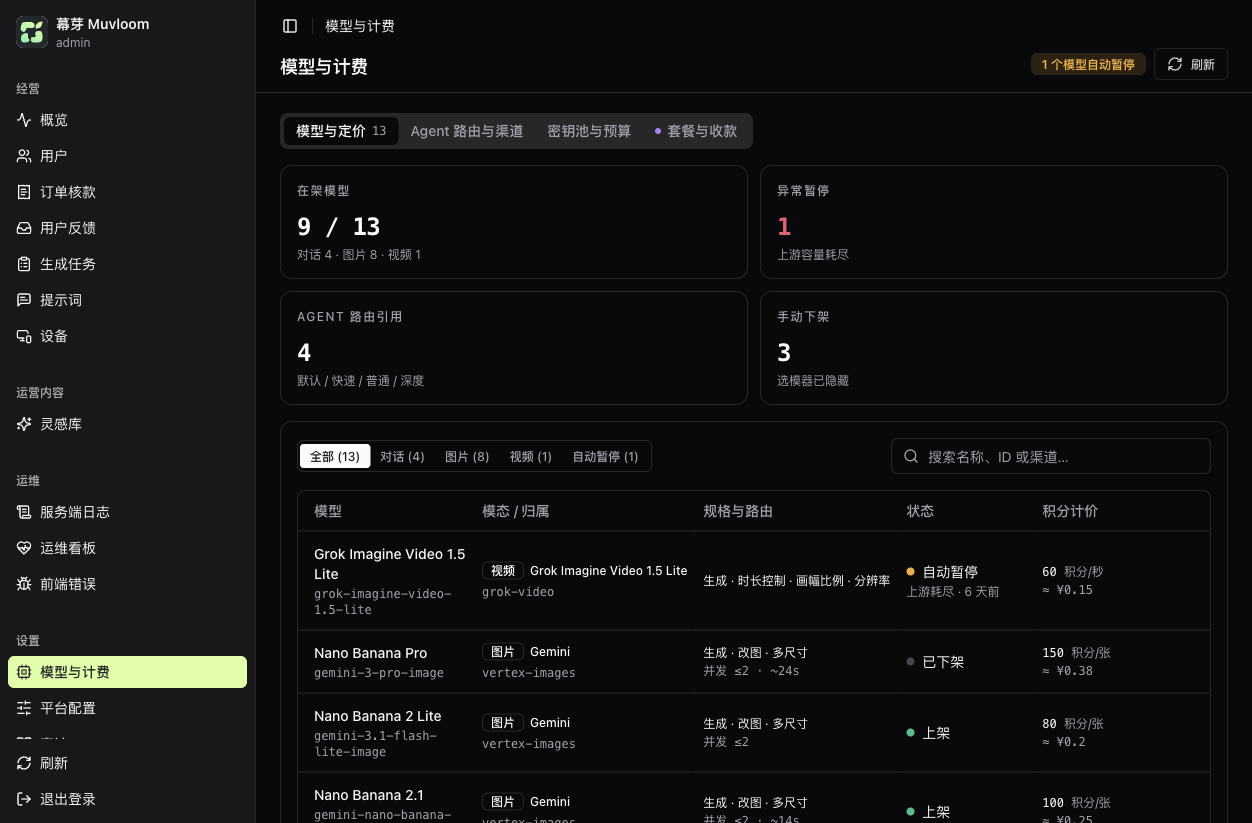 幕芽 Muvloom
admin
经营
概览
用户
订单核款
用户反馈
生成任务
提示词
设备
运营内容
灵感库
运维
服务端日志
运维看板
前端错误
设置
模型与计费
平台配置
刷新
退出登录
模型与计费
模型与计费
1 个模型自动暂停
刷新
模型与定价 13
Agent 路由与渠道
密钥池与预算
套餐与收款
在架模型
9 / 13
对话 4 · 图片 8 · 视频 1
异常暂停
1
上游容量耗尽
AGENT 路由引用
4
默认 / 快速 / 普通 / 深度
手动下架
3
选模器已隐藏
全部 (13)
对话 (4)
图片 (8)
视频 (1)
自动暂停 (1)
搜索名称、ID 或渠道...
模型
模态 / 归属
规格与路由
状态
积分计价
Grok Imagine Video 1.5
Lite
grok-imagine-video-
1.5-lite
视频 Grok Imagine Video 1.5 Lite
grok-video
生成 · 时长控制 · 画幅比例 · 分辨率
自动暂停
上游耗尽 · 6 天前
60 积分/秒
≈ ¥0.15
Nano Banana Pro
gemini-3-pro-image
图片 Gemini
vertex-images
生成 · 改图 · 多尺寸
并发 ≤2 · ~24s
已下架
150 积分/张
≈ ¥0.38
Nano Banana 2 Lite
gemini-3.1-flash-
lite-image
图片 Gemini
vertex-images
生成 · 改图 · 多尺寸
并发 ≤2
上架
80 积分/张
≈ ¥0.2
Nano Banana 2.1
gemini-nano-banana-
图片 Gemini
vertex-images
生成 · 改图 · 多尺寸
并发 ≤2 · ~14s
上架
100 积分/张
≈ ¥0.25